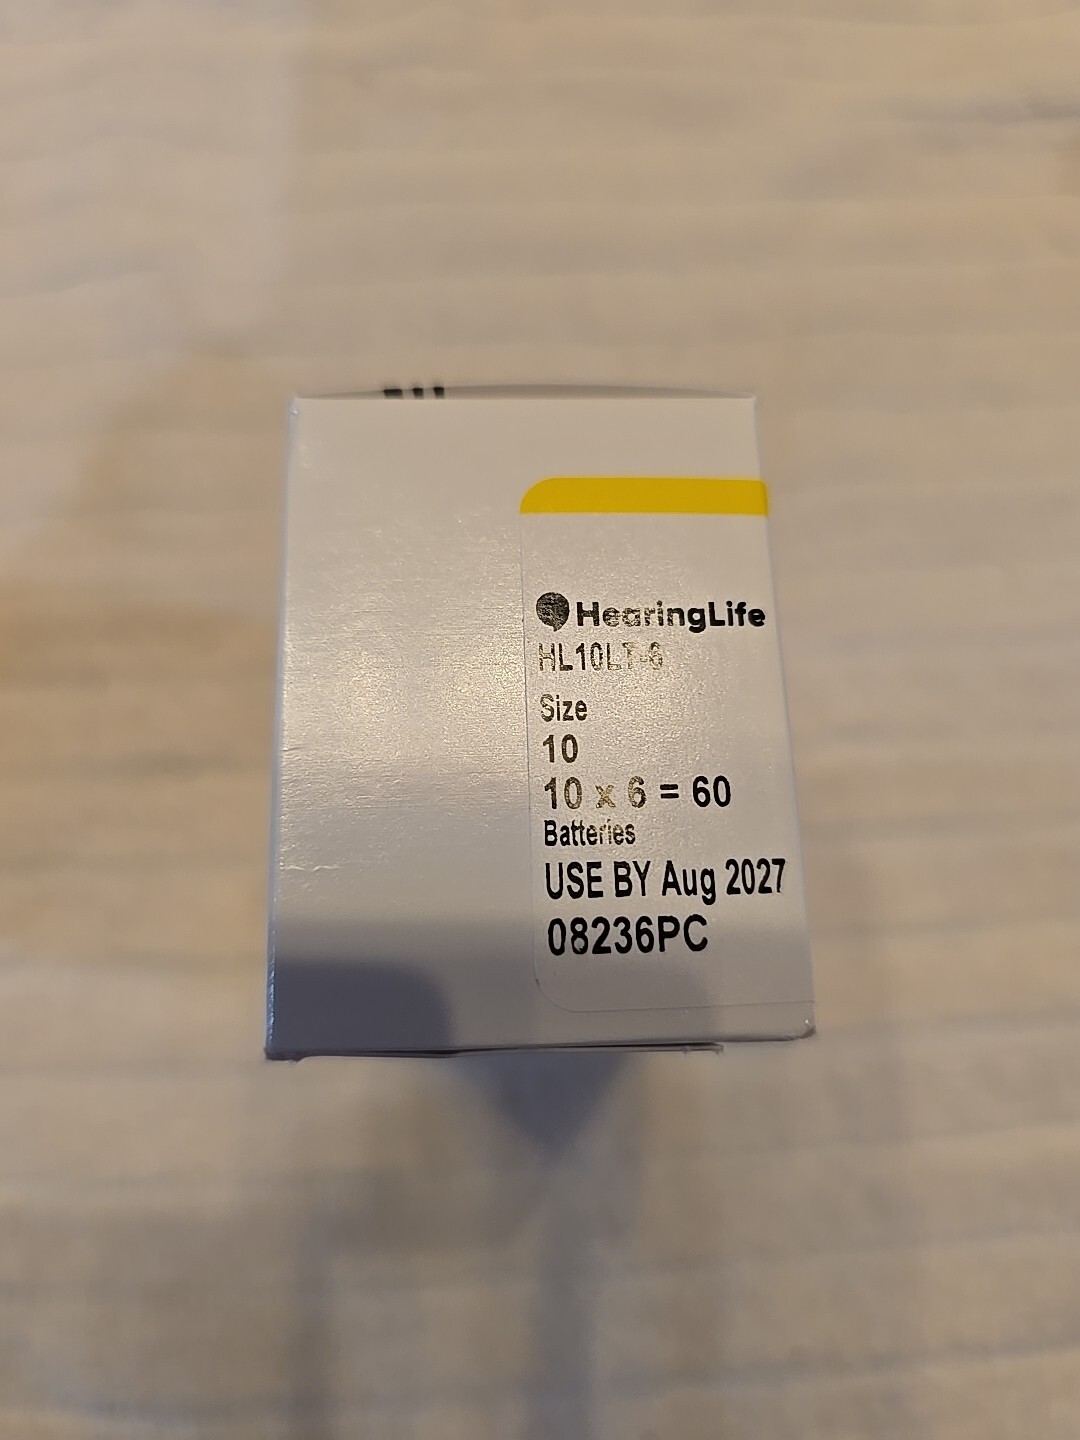 HearingLife
HL10LT-6
Size
10
10 x 6 = 60
Batteries
USE BY Aug 2027
08236PC